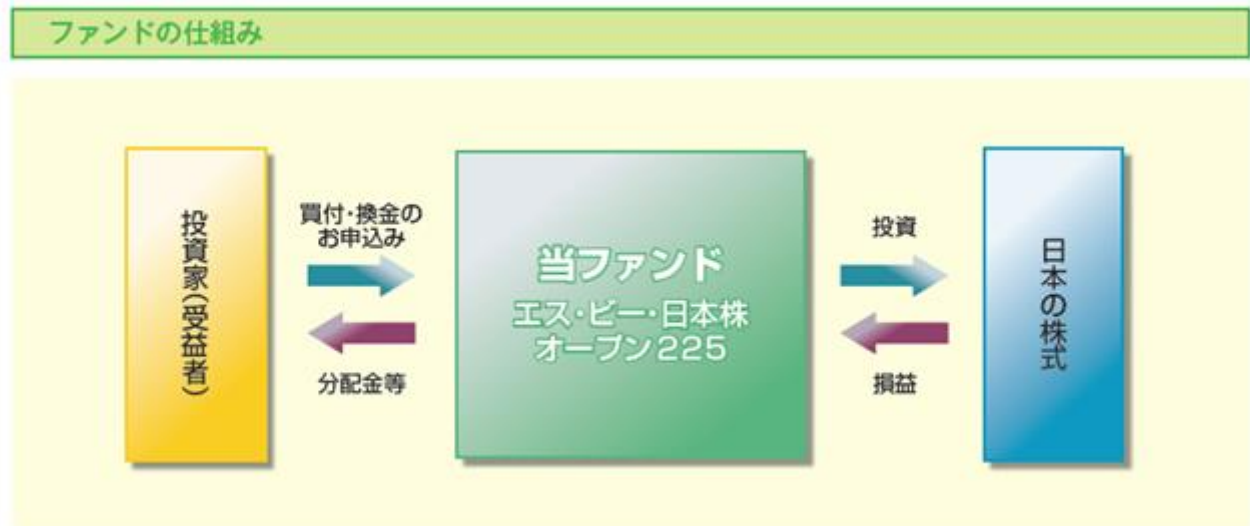 ファンドの仕組み
投資家(受益者)
買付・換金の
お申込み
分配金等
当ファンド
エス・ビー・日本株
オープン225
投資
損益
日本の株式